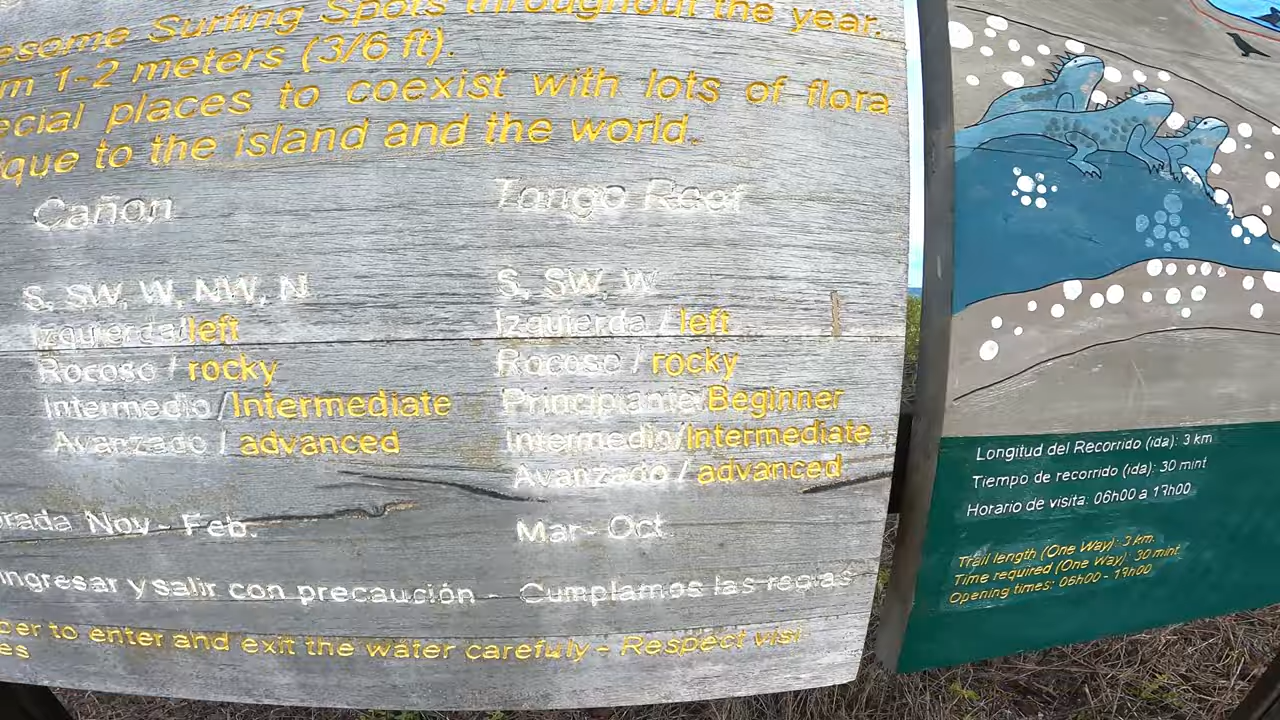 Surfing Spots throughout the year.
1-2 meters (3/6 ft).
places to coexist with lots of flora
to the island and the world.
Cañon
Tongo Reef
S, SW, W, NW, N
S, SW, W
Izquierda/left
Izquierda / left
Rocoso / rocky
Rocoso / rocky
Intermedio/Intermediate
Principiante/Beginner
Avanzado / advanced
Intermedio/Intermediate
Avanzado / advanced
Nov - Feb.
Mar- Oct.
ingresar y salir con precaución - Cumplamos las reglas
to enter and exit the water carefuly - Respect visi
es
Longitud del Recorrido (ida): 3 km
Tiempo de recorrido (ida): 30 mint
Horario de visita: 06h00 a 17h00
Trail length (One Way): 3 km.
Time required (One Way): 30 mint
Opening times: 06h00 - 17h00